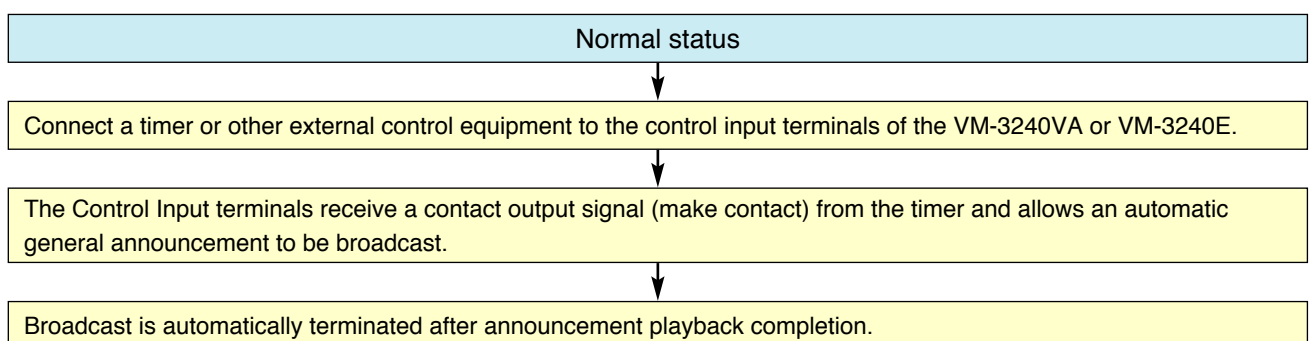 Normal status
Connect a timer or other external control equipment to the control input terminals of the VM-3240VA or VM-3240E.
The Control Input terminals receive a contact output signal (make contact) from the timer and allows an automatic
general announcement to be broadcast.
Broadcast is automatically terminated after announcement playback completion.